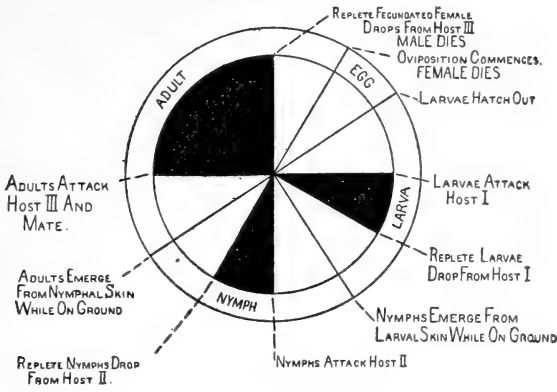 Replete Fecundated Female
Drops From Host III
Male Dies
Oviposition Commences.
Female Dies
Egg
Larvae Hatch Out
Larvae Attack
Host I
Larva
Replete Larvae
Drop From Host I
Nymphs Emerge From
Larval Skin While On Ground
Nymphs Attack Host II
Nymph
Replete Nymphs Drop
From Host II.
Adults Emerge
From Nymphal Skin
While On Ground
Adults Attack
Host III And
Mate.
Adult